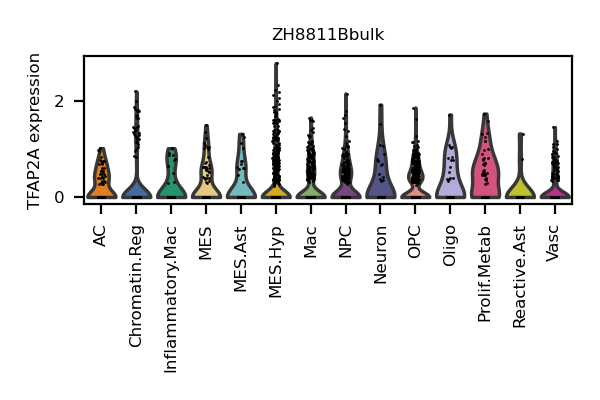 ZH8811Bbulk
TFAP2A expression
2
0
AC
Chromatin.Reg
Inflammatory.Mac
MES
MES.Ast
MES.Hyp
Mac
NPC
Neuron
OPC
Oligo
Prolif.Metab
Reactive.Ast
Vasc